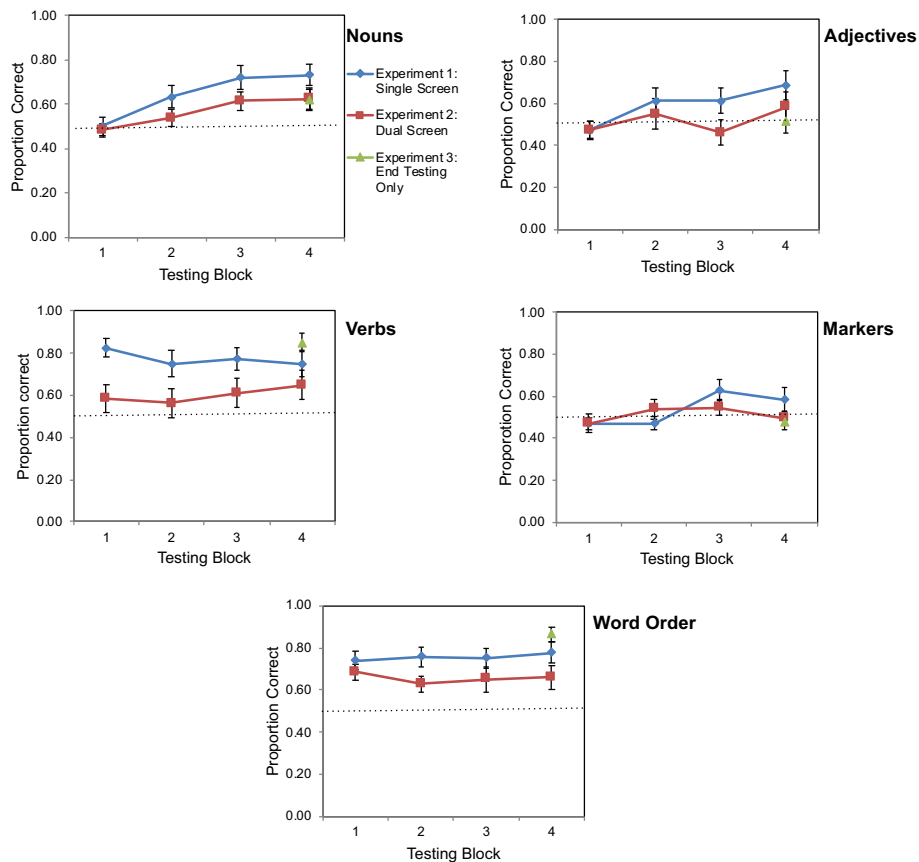 Nouns
Proportion Correct
1.00
0.80
0.60
0.40
0.20
0.00
1 2 3 4
Testing Block
Experiment 1:
Single Screen
Experiment 2:
Dual Screen
Experiment 3:
End Testing
Only
Adjectives
Proportion Correct
1.00
0.80
0.60
0.40
0.20
0.00
1 2 3 4
Testing Block
Verbs
Proportion correct
1.00
0.80
0.60
0.40
0.20
0.00
1 2 3 4
Testing Block
Markers
Proporotion Correct
1.00
0.80
0.60
0.40
0.20
0.00
1 2 3 4
Testing Block
Word Order
Proportion Correct
1.00
0.80
0.60
0.40
0.20
0.00
1 2 3 4
Testing Block